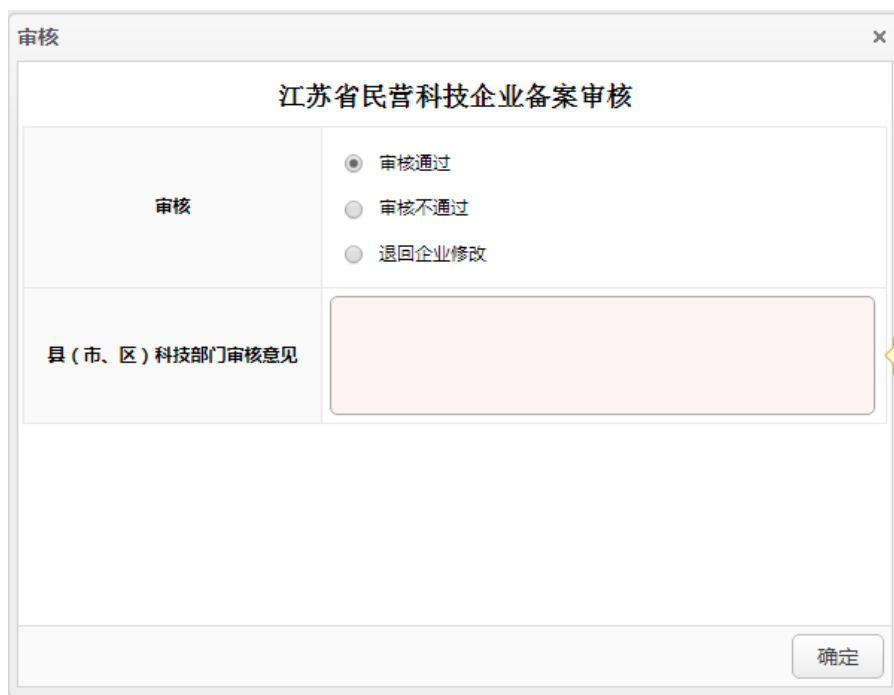 审核
江苏省民营科技企业备案审核
审核
审核通过
审核不通过
退回企业修改
县（市、区）科技部门审核意见
确定